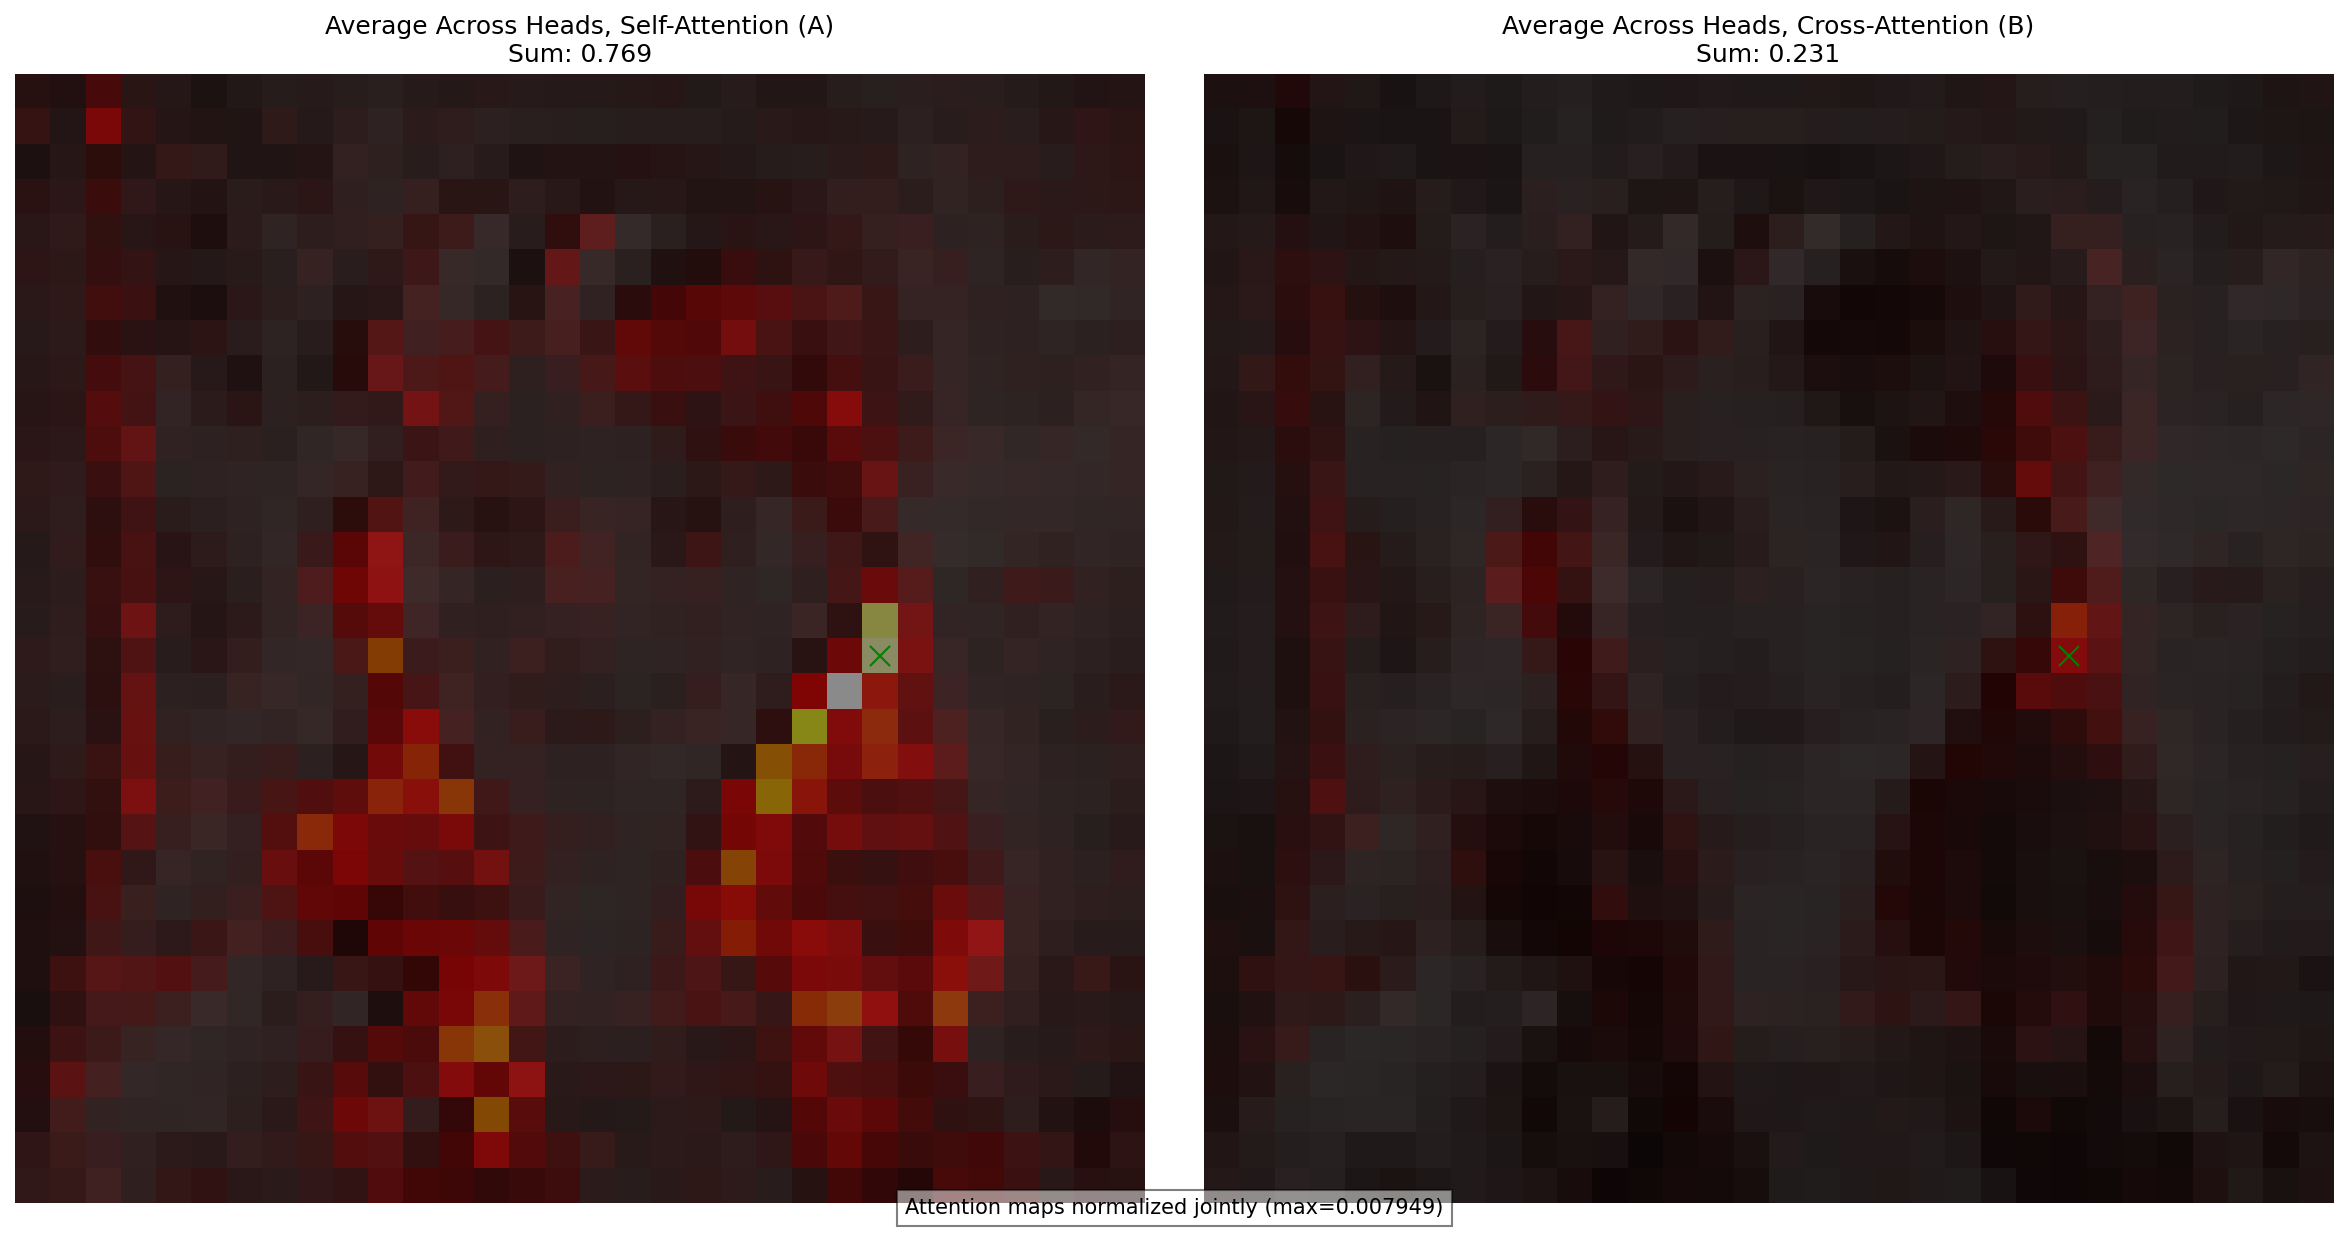 Average Across Heads, Self-Attention (A)
Sum: 0.769
Average Across Heads, Cross-Attention (B)
Sum: 0.231
Attention maps normalized jointly (max=0.007949)